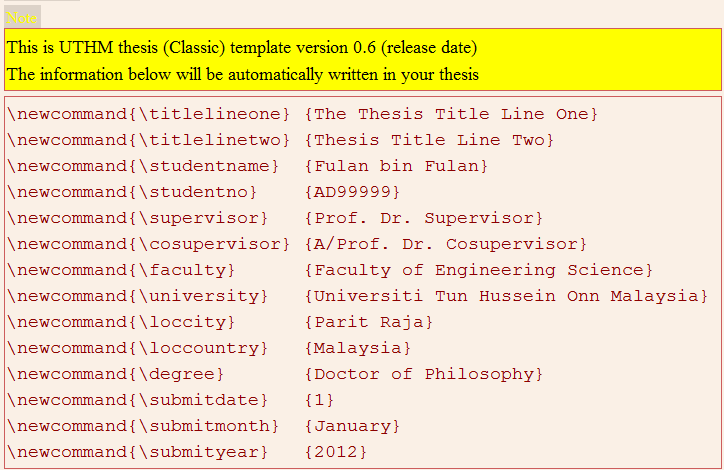 Note
This is UTHM thesis (Classic) template version 0.6 (release date)
The information below will be automatically written in your thesis
\newcommand{\titlelineone} {The Thesis Title Line One}
\newcommand{\titlelinetwo} {Thesis Title Line Two}
\newcommand{\studentname} {Fulan bin Fulan}
\newcommand{\studentno} {AD99999}
\newcommand{\supervisor} {Prof. Dr. Supervisor}
\newcommand{\cosupervisor} {A/Prof. Dr. Cosupervisor}
\newcommand{\faculty} {Faculty of Engineering Science}
\newcommand{\university} {Universiti Tun Hussein Onn Malaysia}
\newcommand{\loccity} {Parit Raja}
\newcommand{\loccountry} {Malaysia}
\newcommand{\degree} {Doctor of Philosophy}
\newcommand{\submitdate} {1}
\newcommand{\submitmonth} {January}
\newcommand{\submityear} {2012}